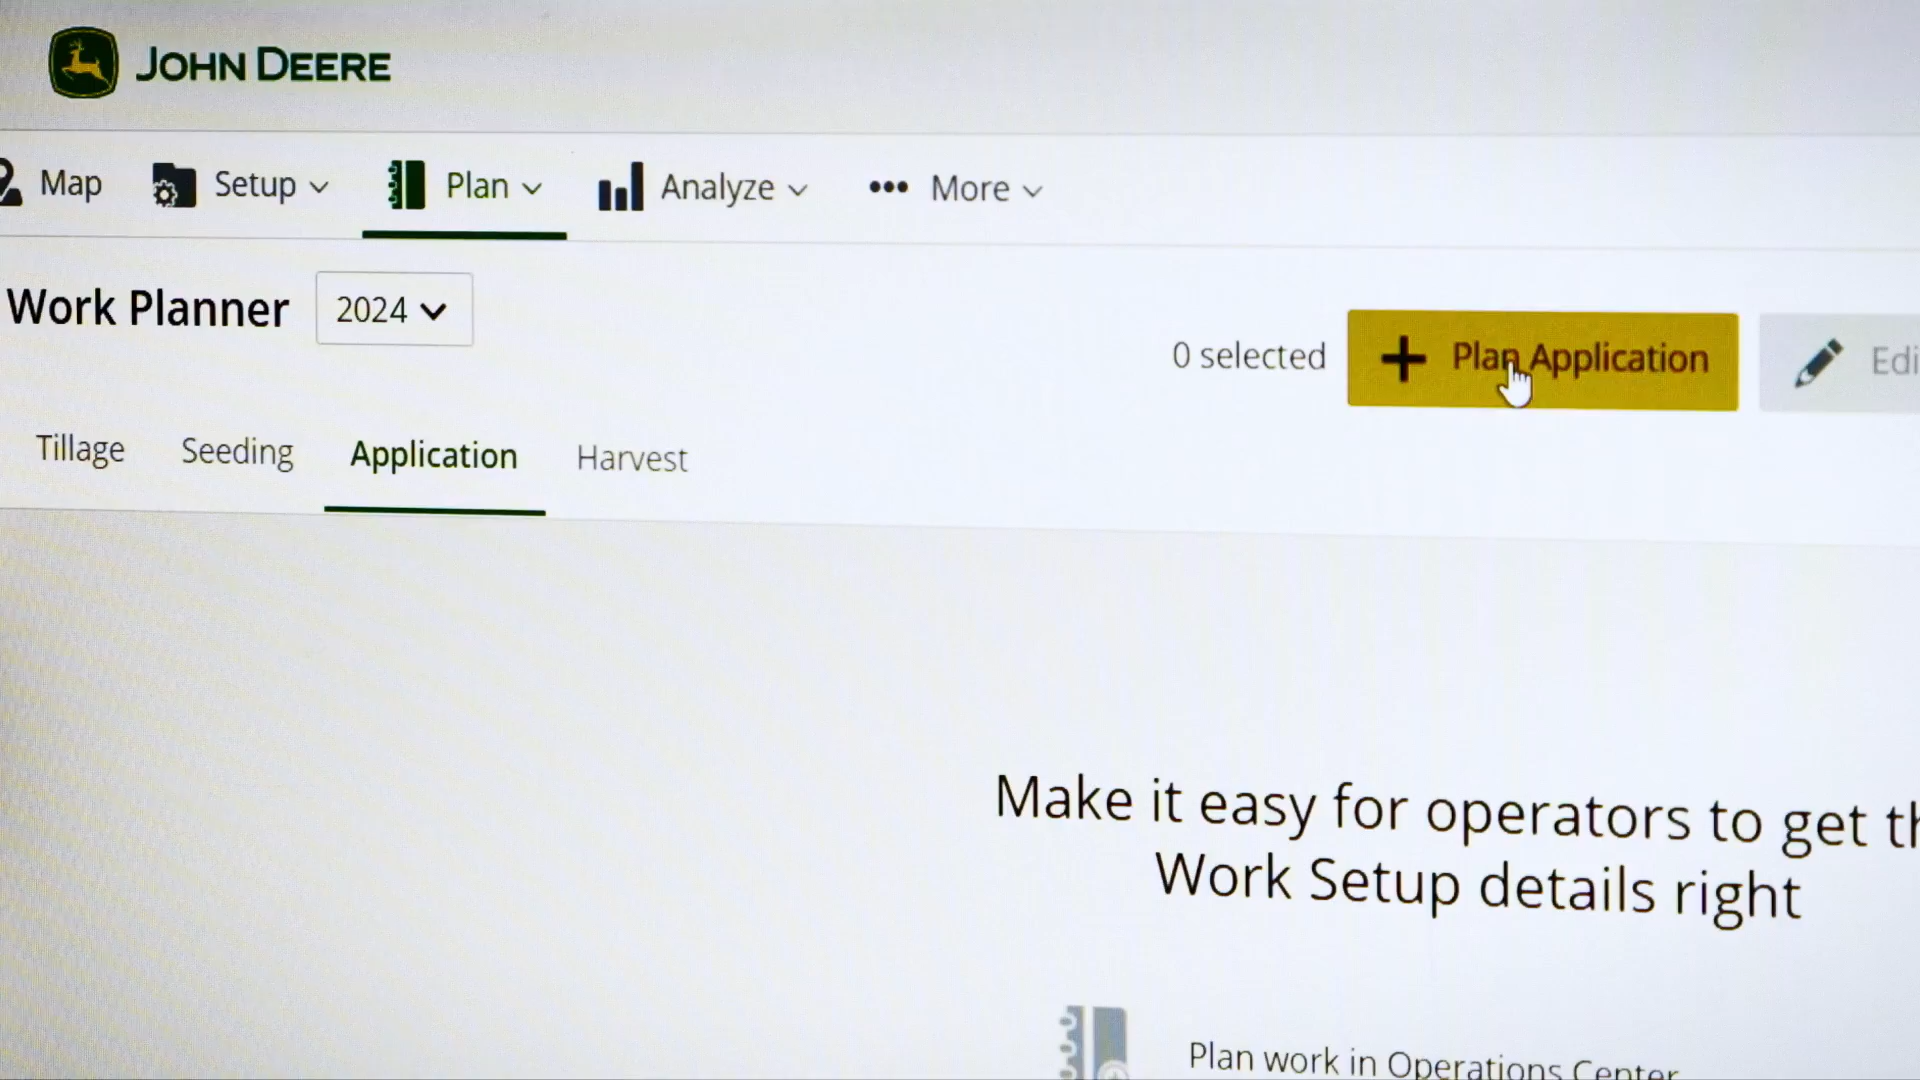 JOHN DEERE
Map Setup Plan Analyze More
Work Planner 2024
0 selected Plan Application
Tillage Seeding Application Harvest
Make it easy for operators to get
Work Setup details right
Plan work in Operations Center